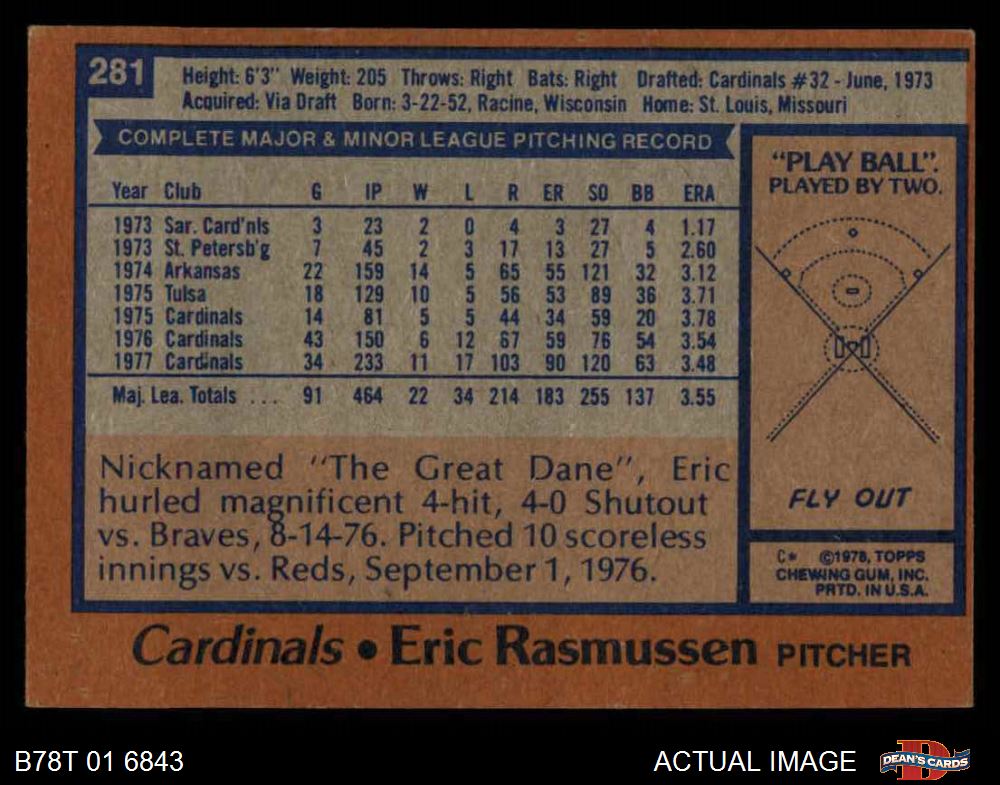 281
Height: 6'3" Weight: 205 Throws: Right Bats: Right Drafted: Cardinals #32 - June, 1973
Acquired: Via Draft Born: 3-22-52, Racine, Wisconsin Home: St. Louis, Missouri
COMPLETE MAJOR & MINOR LEAGUE PITCHING RECORD
Year Club G IP W L R ER SO BB ERA
1973 Sar. Card'nls 3 23 2 0 4 3 27 4 1.17
1973 St. Petersb'g 7 45 2 3 17 13 27 5 2.60
1974 Arkansas 22 159 14 5 65 55 121 32 3.12
1975 Tulsa 18 129 10 5 56 53 89 36 3.71
1975 Cardinals 14 81 5 5 44 34 59 20 3.78
1976 Cardinals 43 150 6 12 67 59 76 54 3.54
1977 Cardinals 34 233 11 17 103 90 120 63 3.48
Maj. Lea. Totals ... 91 464 22 34 214 183 255 137 3.55
Nicknamed "The Great Dane", Eric
hurled magnificent 4-hit, 4-0 Shutout
vs. Braves, 8-14-76. Pitched 10 scoreless
innings vs. Reds, September 1, 1976.
"PLAY BALL".
PLAYED BY TWO.
FLY OUT
C* ©1978, TOPPS
CHEWING GUM, INC.
PRTD. IN U.S.A.
Cardinals • Eric Rasmussen PITCHER
B78T 01 6843
ACTUAL IMAGE
D
DEAN'S CARDS